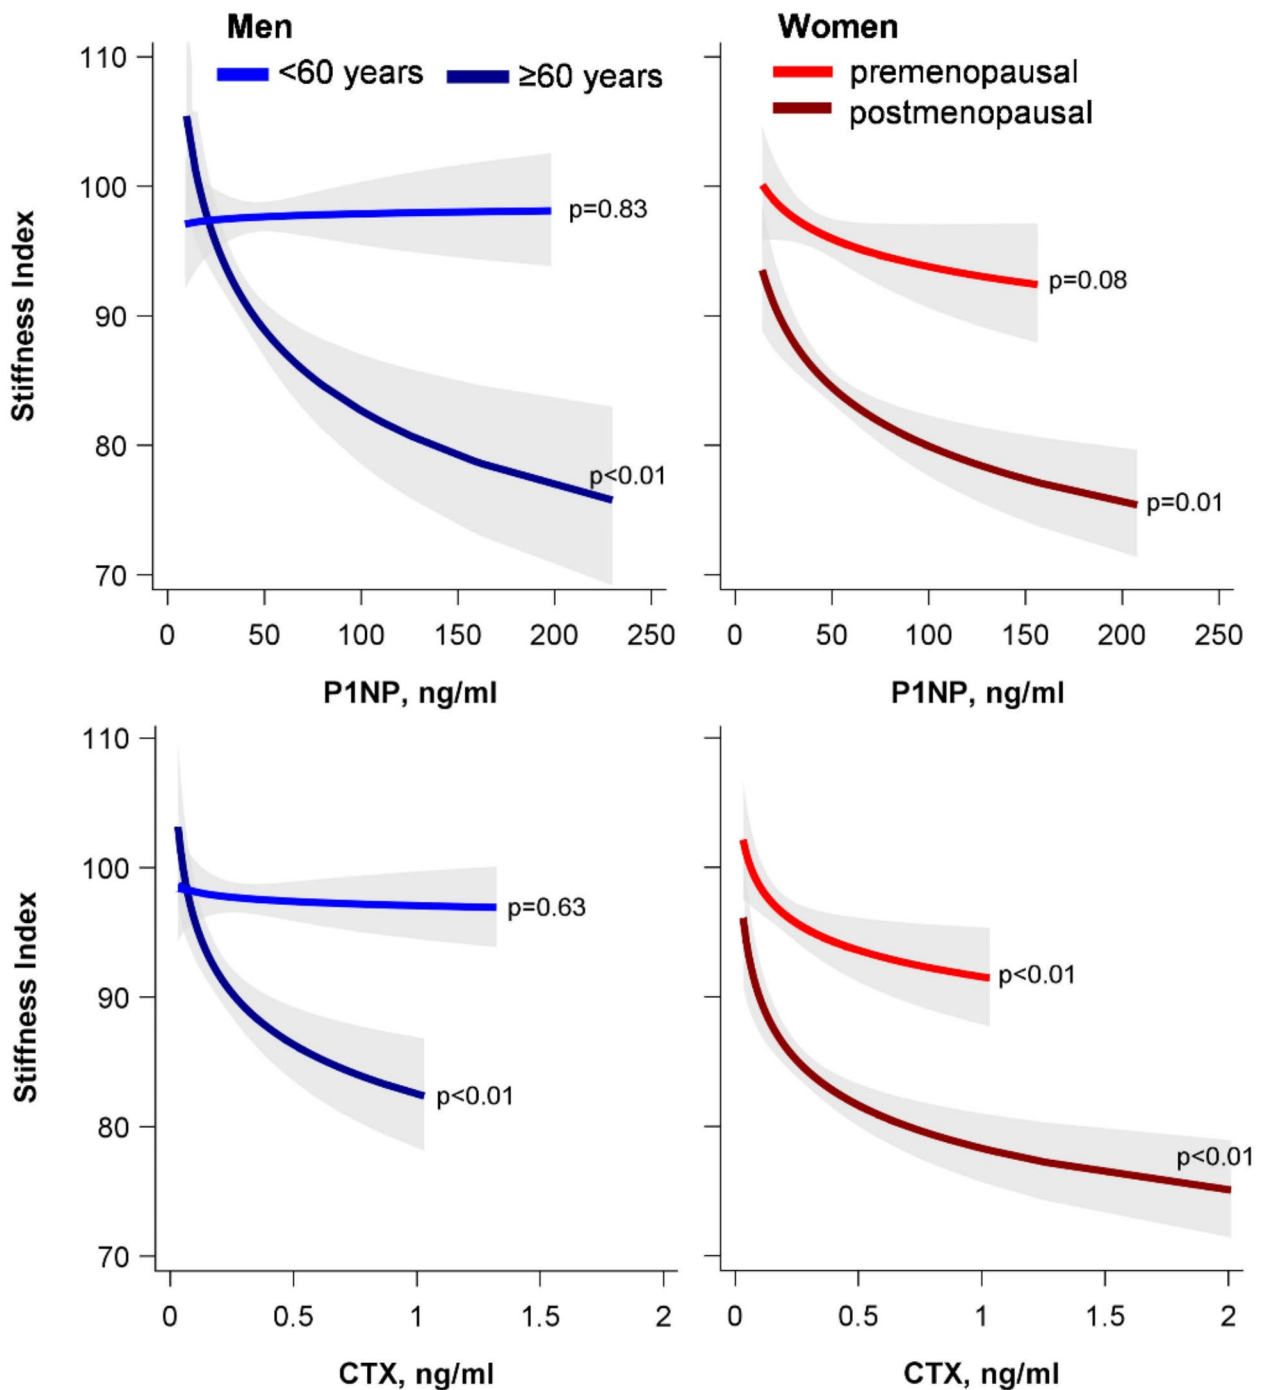 Men
Women
<60 years
≥60 years
premenopausal
postmenopausal
110
100
90
80
70
Stiffness Index
p=0.83
p<0.01
p=0.08
p=0.01
0 50 100 150 200 250
0 50 100 150 200 250
P1NP, ng/ml
P1NP, ng/ml
110
100
90
80
70
Stiffness Index
p=0.63
p<0.01
p<0.01
p<0.01
0 0.5 1 1.5 2
0 0.5 1 1.5 2
CTX, ng/ml
CTX, ng/ml